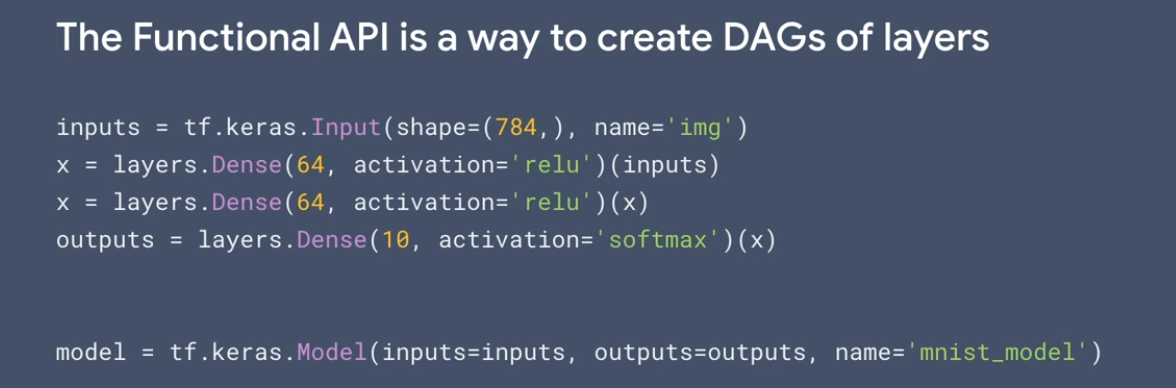 The Functional API is a way to create DAGs of layers
inputs = tf.keras.Input(shape=(784,), name='img')
x = layers.Dense(64, activation='relu')(inputs)
x = layers.Dense(64, activation='relu')(x)
outputs = layers.Dense(10, activation='softmax')(x)
model = tf.keras.Model(inputs=inputs, outputs=outputs, name='mnist_model')